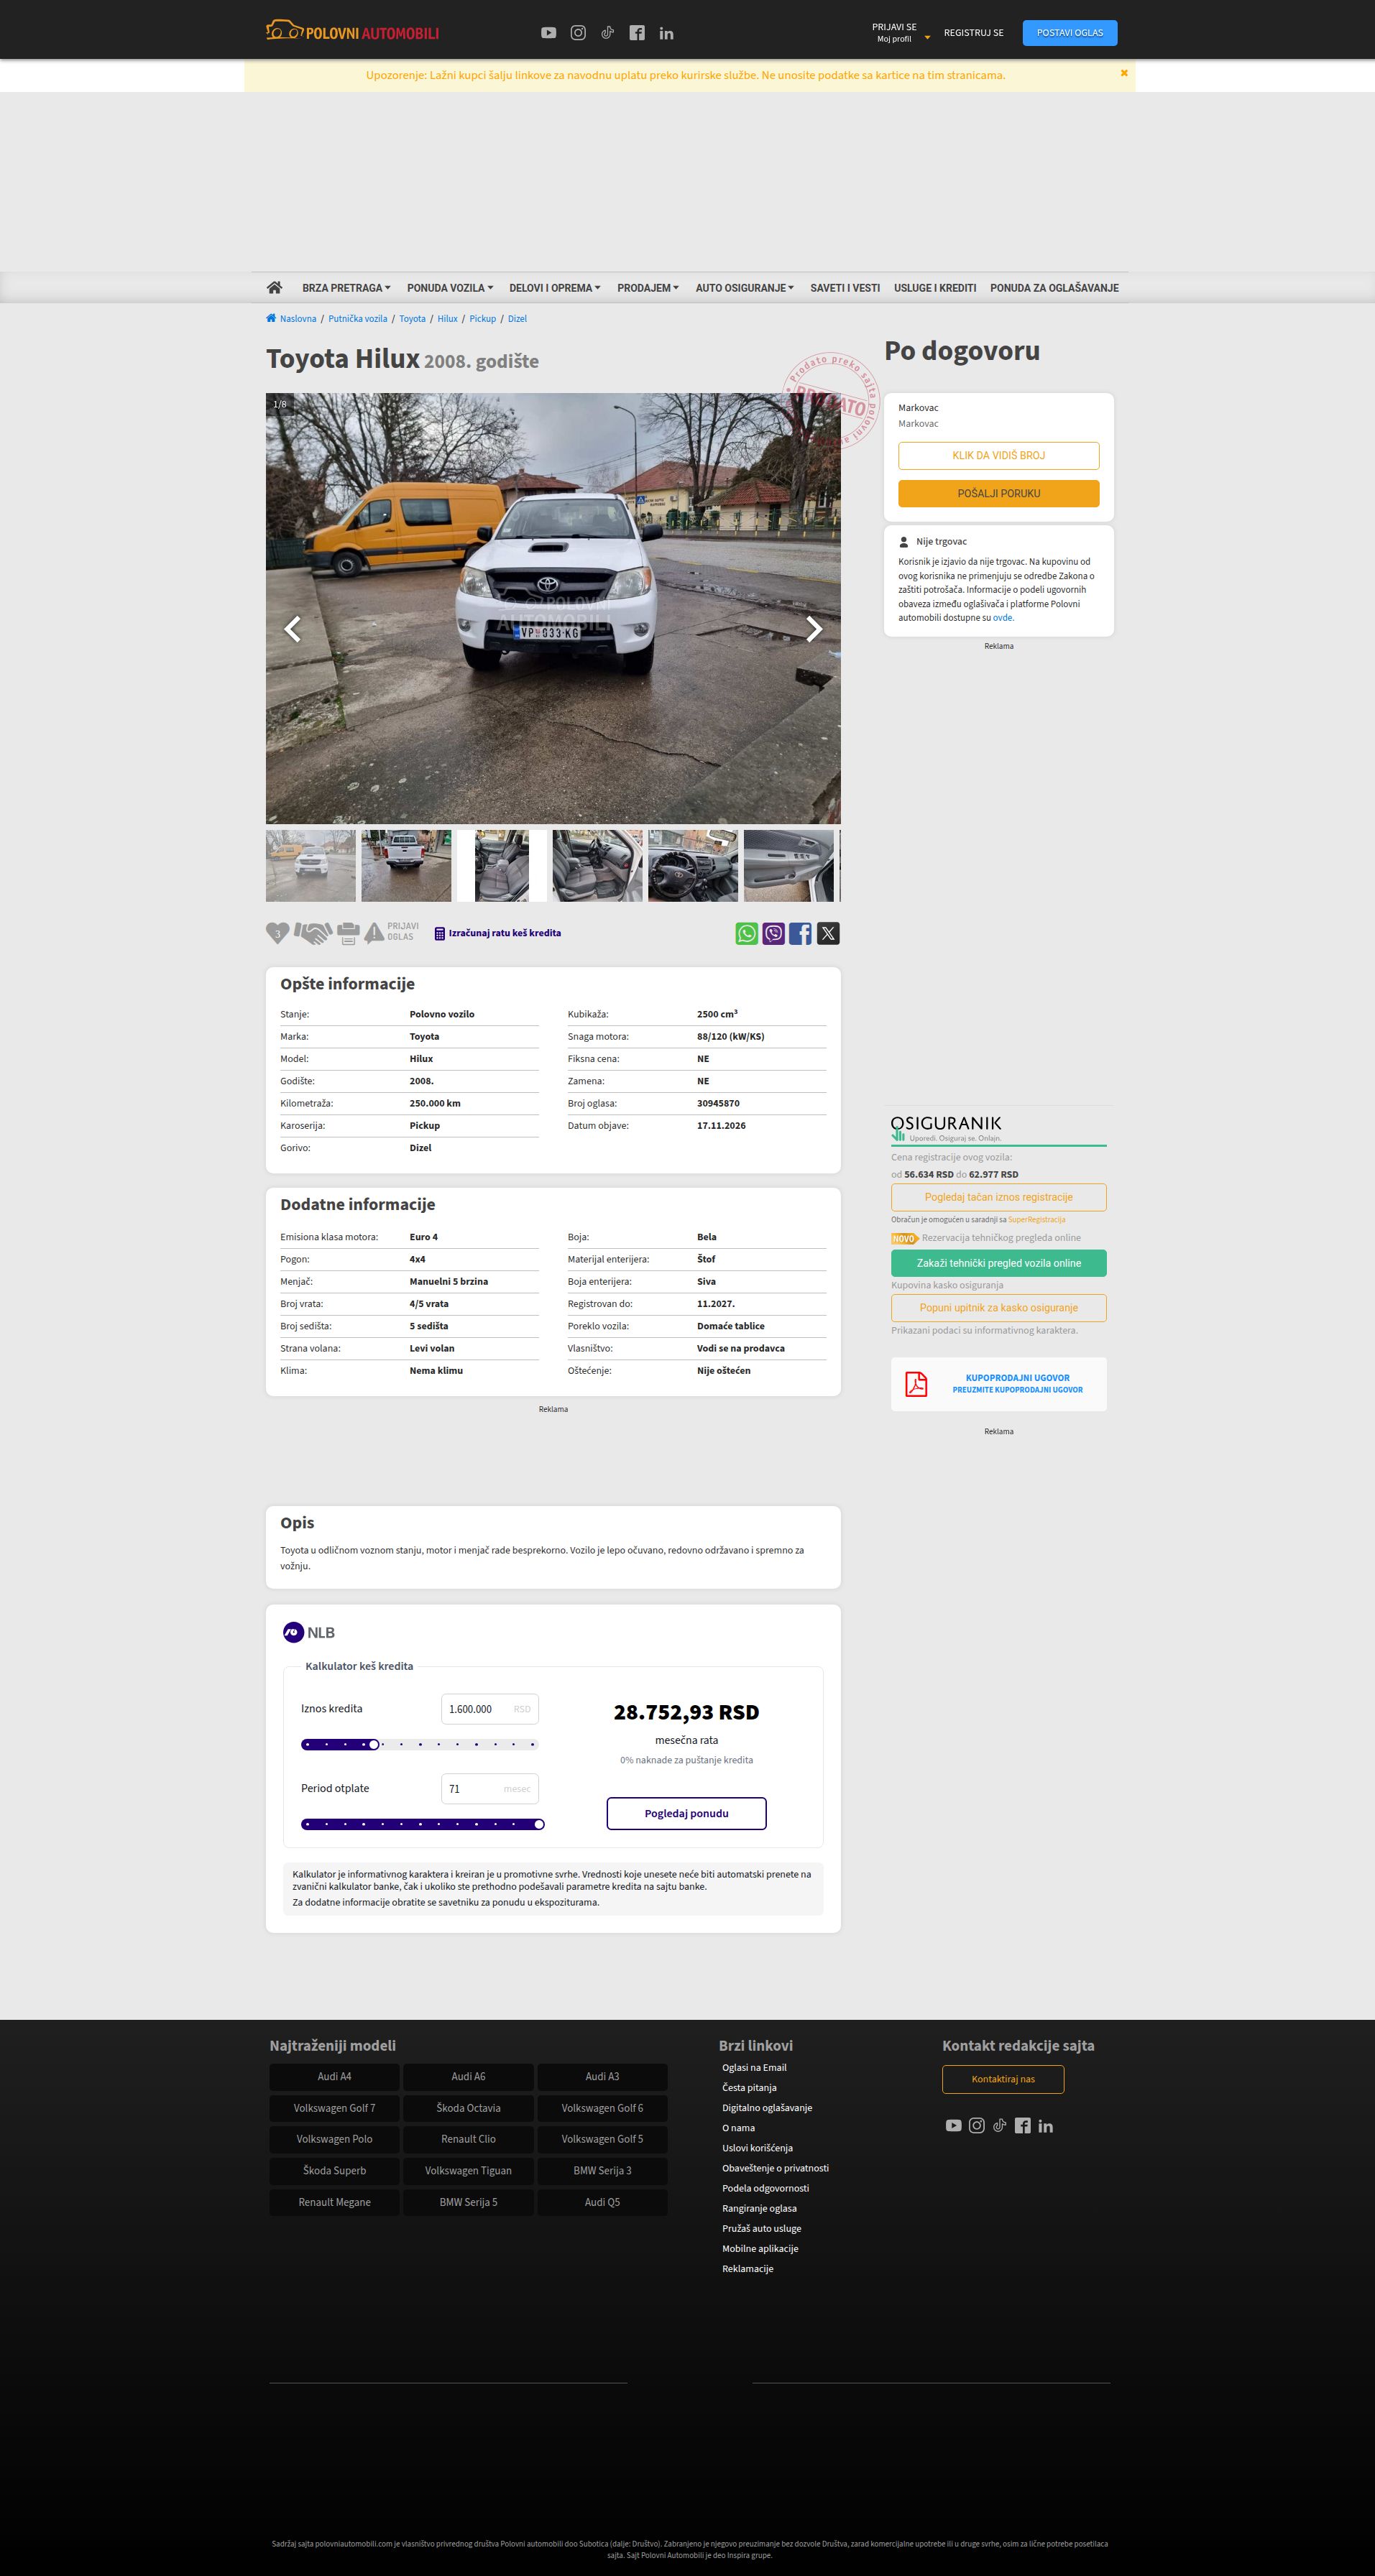 POLOVNI AUTOMOBILI
PRIJAVI SE
Moj profil
REGISTRUJ SE
POSTAVI OGLAS
Upozorenje: Lažni kupci šalju linkove za navodnu uplatu preko kurirske službe. Ne unosite podatke sa kartice na tim stranicama.
BRZA PRETRAGA
PONUDA VOZILA
DELOVI I OPREMA
PRODAJEM
AUTO OSIGURANJE
SAVETI I VESTI
USLUGE I KREDITI
PONUDA ZA OGLAŠAVANJE
Naslovna / Putnička vozila / Toyota / Hilux / Pickup / Dizel
Toyota Hilux 2008. godište
Po dogovoru
Prodato preko sajta polovni
PRODATO
1/8
POLOVNI
AUTOMOBILI
VP 033-KG
Markovac
Markovac
KLIK DA VIDIŠ BROJ
POŠALJI PORUKU
Nije trgovac
Korisnik je izjavio da nije trgovac. Na kupovinu od
ovog korisnika ne primenjuju se odredbe Zakona o
zaštiti potrošača. Informacije o podeli ugovornih
obaveza između oglašivača i platforme Polovni
automobili dostupne su ovde.
Reklama
3
PRIJAVI
OGLAS
Izračunaj ratu keš kredita
Opšte informacije
Stanje: Polovno vozilo
Marka: Toyota
Model: Hilux
Godište: 2008.
Kilometraža: 250.000 km
Karoserija: Pickup
Gorivo: Dizel
Kubikaža: 2500 cm³
Snaga motora: 88/120 (kW/KS)
Fiksna cena: NE
Zamena: NE
Broj oglasa: 30945870
Datum objave: 17.11.2026
Dodatne informacije
Emisiona klasa motora: Euro 4
Pogon: 4x4
Menjač: Manuelni 5 brzina
Broj vrata: 4/5 vrata
Broj sedišta: 5 sedišta
Strana volana: Levi volan
Klima: Nema klimu
Boja: Bela
Materijal enterijera: Štof
Boja enterijera: Siva
Registrovan do: 11.2027.
Poreklo vozila: Domaće tablice
Vlasništvo: Vodi se na prodavca
Oštećenje: Nije oštećen
Reklama
OSIGURANIK
Uporedi. Osiguraj se. Onlajn.
Cena registracije ovog vozila:
od 56.634 RSD do 62.977 RSD
Pogledaj tačan iznos registracije
Obračun je omogućen u saradnji sa SuperRegistracija
NOVO Rezervacija tehničkog pregleda online
Zakaži tehnički pregled vozila online
Kupovina kasko osiguranja
Popuni upitnik za kasko osiguranje
Prikazani podaci su informativnog karaktera.
KUPOPRODAJNI UGOVOR
PREUZMITE KUPOPRODAJNI UGOVOR
Reklama
Opis
Toyota u odličnom voznom stanju, motor i menjač rade besprekorno. Vozilo je lepo očuvano, redovno održavano i spremno za
vožnju.
NLB
Kalkulator keš kredita
Iznos kredita
1.600.000 RSD
Period otplate
71 mesec
28.752,93 RSD
mesečna rata
0% naknade za puštanje kredita
Pogledaj ponudu
Kalkulator je informativnog karaktera i kreiran je u promotivne svrhe. Vrednosti koje unesete neće biti automatski prenete na
zvanični kalkulator banke, čak i ukoliko ste prethodno podešavali parametre kredita na sajtu banke.
Za dodatne informacije obratite se savetniku za ponudu u ekspoziturama.
Najtraženiji modeli
Audi A4
Audi A6
Audi A3
Volkswagen Golf 7
Škoda Octavia
Volkswagen Golf 6
Volkswagen Polo
Renault Clio
Volkswagen Golf 5
Škoda Superb
Volkswagen Tiguan
BMW Serija 3
Renault Megane
BMW Serija 5
Audi Q5
Brzi linkovi
Oglasi na Email
Česta pitanja
Digitalno oglašavanje
O nama
Uslovi korišćenja
Obaveštenje o privatnosti
Podela odgovornosti
Rangiranje oglasa
Pružaš auto usluge
Mobilne aplikacije
Reklamacije
Kontakt redakcije sajta
Kontaktiraj nas
Sadržaj sajta polovniautomobili.com je vlasništvo privrednog društva Polovni automobili doo Subotica (dalje: Društvo). Zabranjeno je njegovo preuzimanje bez dozvole Društva, zarad komercijalne upotrebe ili u druge svrhe, osim za lične potrebe posetilaca
sajta. Sajt Polovni Automobili je deo Inspira grupe.